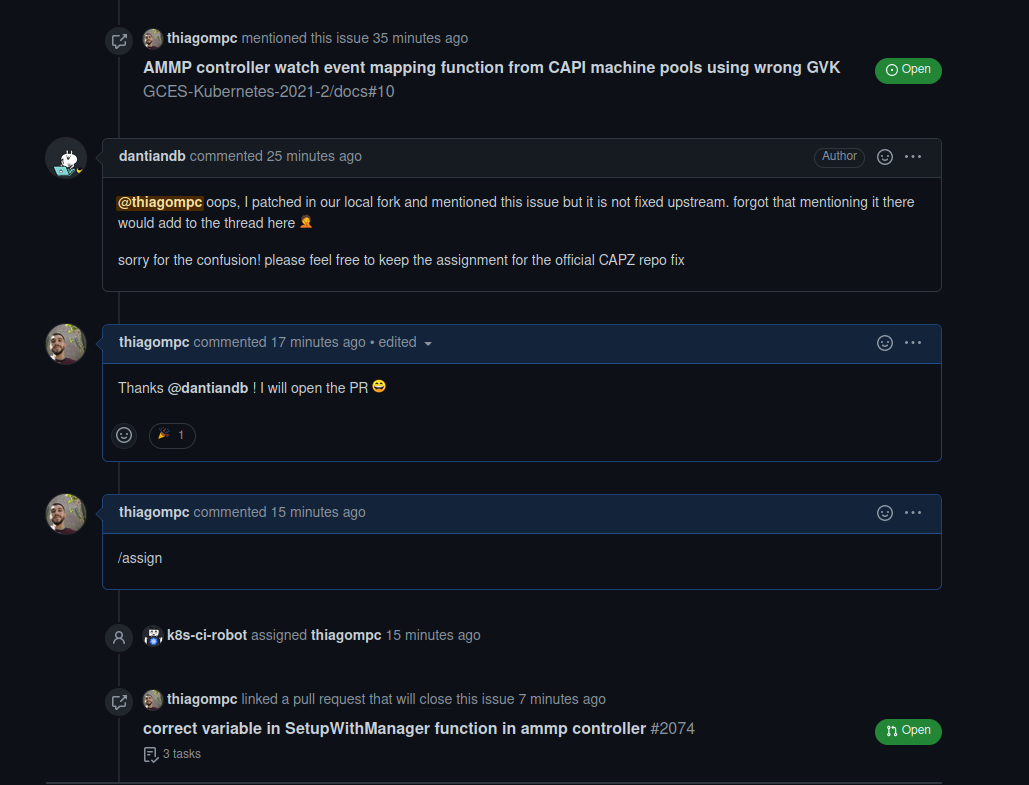 thiagompc mentioned this issue 35 minutes ago
AMMP controller watch event mapping function from CAPI machine pools using wrong GVK
Open
GCES-Kubernetes-2021-2/docs#10
dantiandb commented 25 minutes ago
Author
@thiagompc oops, I patched in our local fork and mentioned this issue but it is not fixed upstream. forgot that mentioning it there
would add to the thread here 🤦
sorry for the confusion! please feel free to keep the assignment for the official CAPZ repo fix
thiagompc commented 17 minutes ago • edited
Thanks @dantiandb ! I will open the PR 😄
🎉 1
thiagompc commented 15 minutes ago
/assign
k8s-ci-robot assigned thiagompc 15 minutes ago
thiagompc linked a pull request that will close this issue 7 minutes ago
correct variable in SetupWithManager function in ammp controller #2074
Open
3 tasks